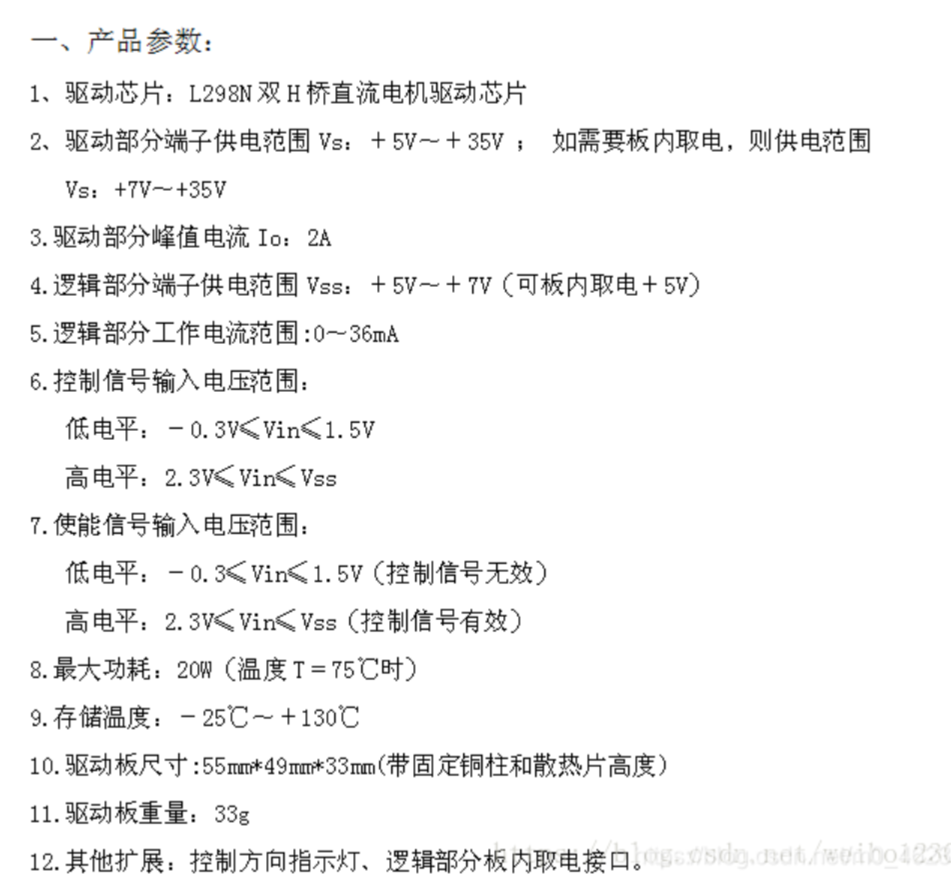 一、产品参数：
1、驱动芯片：L298N 双 H 桥直流电机驱动芯片
2、驱动部分端子供电范围 Vs：＋5V～＋35V ； 如需要板内取电，则供电范围
Vs：+7V～+35V
3.驱动部分峰值电流 Io：2A
4.逻辑部分端子供电范围 Vss：＋5V～＋7V（可板内取电＋5V）
5.逻辑部分工作电流范围:0～36mA
6.控制信号输入电压范围：
低电平：－0.3V≤Vin≤1.5V
高电平：2.3V≤Vin≤Vss
7.使能信号输入电压范围：
低电平：－0.3≤Vin≤1.5V（控制信号无效）
高电平：2.3V≤Vin≤Vss（控制信号有效）
8.最大功耗：20W（温度 T＝75℃时）
9.存储温度：－25℃～＋130℃
10.驱动板尺寸:55mm*49mm*33mm(带固定铜柱和散热片高度）
11.驱动板重量：33g
12.其他扩展：控制方向指示灯、逻辑部分板内取电接口。